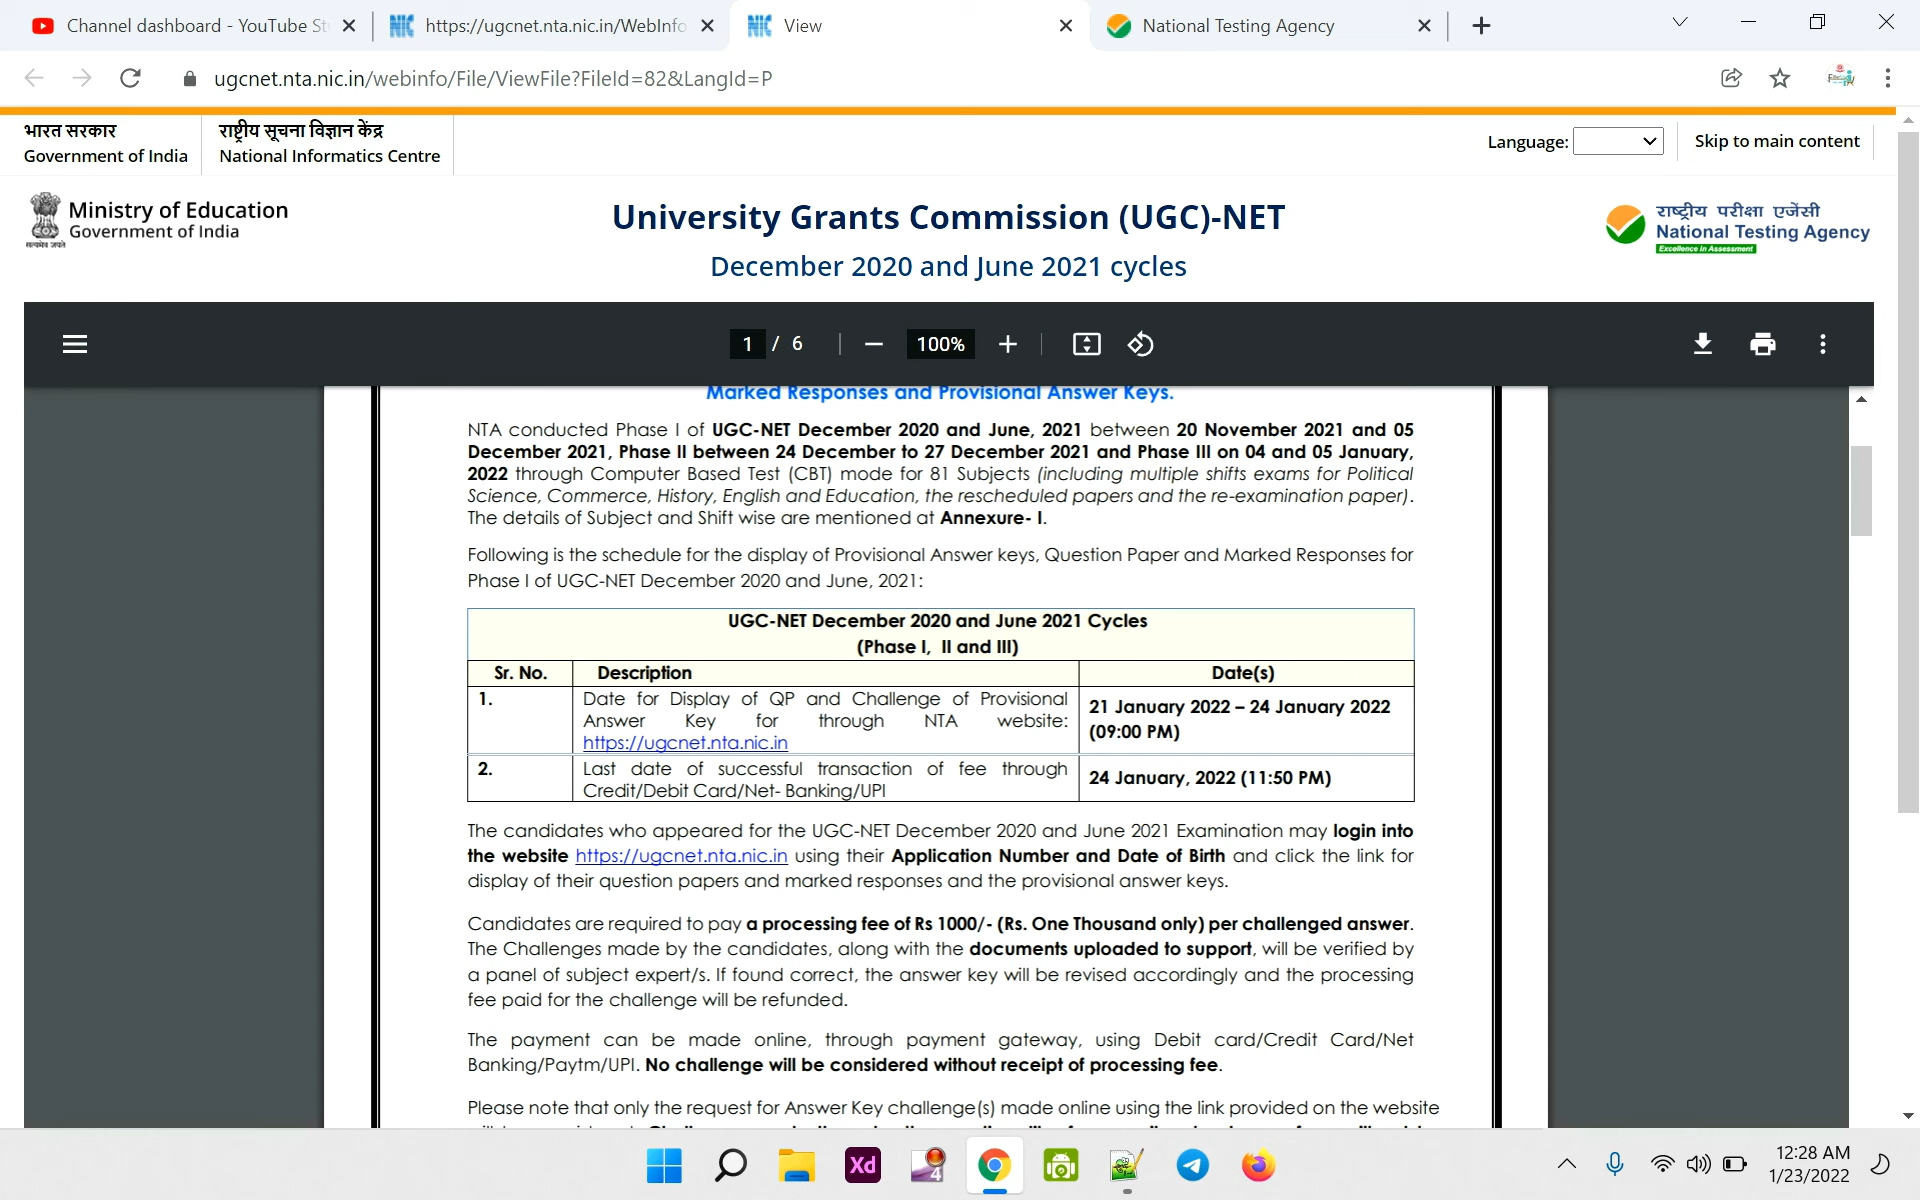 Channel dashboard - YouTube St
https://ugcnet.nta.nic.in/WebInfo
View
National Testing Agency
ugcnet.nta.nic.in/webinfo/File/ViewFile?FileId=82&LangId=P
भारत सरकार
Government of India
राष्ट्रीय सूचना विज्ञान केंद्र
National Informatics Centre
Language:
Skip to main content
सत्यमेव जयते
Ministry of Education
Government of India
University Grants Commission (UGC)-NET
December 2020 and June 2021 cycles
राष्ट्रीय परीक्षा एजेंसी
National Testing Agency
Excellence in Assessment
1 / 6
100%
Marked Responses and Provisional Answer Keys.
NTA conducted Phase I of UGC-NET December 2020 and June, 2021 between 20 November 2021 and 05
December 2021, Phase II between 24 December to 27 December 2021 and Phase III on 04 and 05 January,
2022 through Computer Based Test (CBT) mode for 81 Subjects (including multiple shifts exams for Political
Science, Commerce, History, English and Education, the rescheduled papers and the re-examination paper).
The details of Subject and Shift wise are mentioned at Annexure- I.
Following is the schedule for the display of Provisional Answer keys, Question Paper and Marked Responses for
Phase I of UGC-NET December 2020 and June, 2021:
UGC-NET December 2020 and June 2021 Cycles
(Phase I, II and III)
Sr. No. Description Date(s)
1. Date for Display of QP and Challenge of Provisional
Answer Key for through NTA website:
https://ugcnet.nta.nic.in
21 January 2022 – 24 January 2022
(09:00 PM)
2. Last date of successful transaction of fee through
Credit/Debit Card/Net- Banking/UPI
24 January, 2022 (11:50 PM)
The candidates who appeared for the UGC-NET December 2020 and June 2021 Examination may login into
the website https://ugcnet.nta.nic.in using their Application Number and Date of Birth and click the link for
display of their question papers and marked responses and the provisional answer keys.
Candidates are required to pay a processing fee of Rs 1000/- (Rs. One Thousand only) per challenged answer.
The Challenges made by the candidates, along with the documents uploaded to support, will be verified by
a panel of subject expert/s. If found correct, the answer key will be revised accordingly and the processing
fee paid for the challenge will be refunded.
The payment can be made online, through payment gateway, using Debit card/Credit Card/Net
Banking/Paytm/UPI. No challenge will be considered without receipt of processing fee.
Please note that only the request for Answer Key challenge(s) made online using the link provided on the website
Xd
4
12:28 AM
1/23/2022